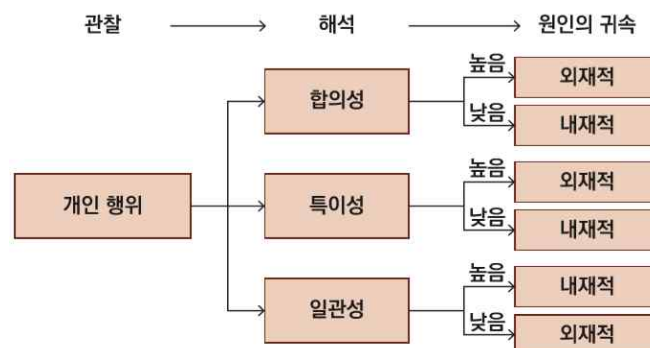 관찰 해석 원인의 귀속
높음 외재적
합의성
낮음 내재적
높음 외재적
개인 행위 특이성
낮음 내재적
높음 내재적
일관성
낮음 외재적